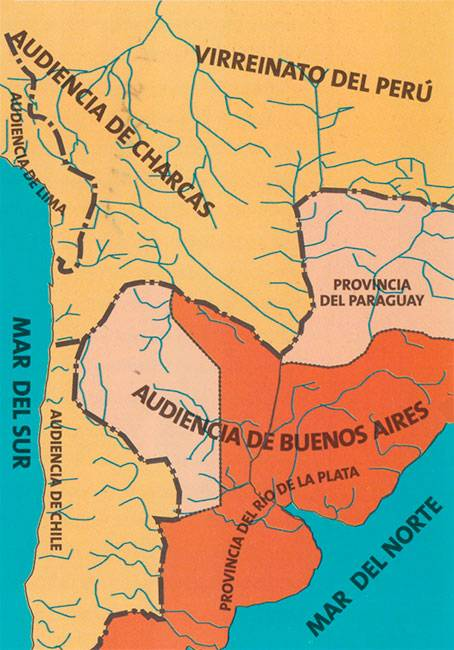 VIRREINATO DEL PERÚ
AUDIENCIA DE CHARCAS
AUDIENCIA DE LIMA
PROVINCIA
DEL PARAGUAY
MAR DEL SUR
AUDIENCIA DE BUENOS AIRES
AUDIENCIA DE CHILE
PROVINCIA DEL RÍO DE LA PLATA
MAR DEL NORTE